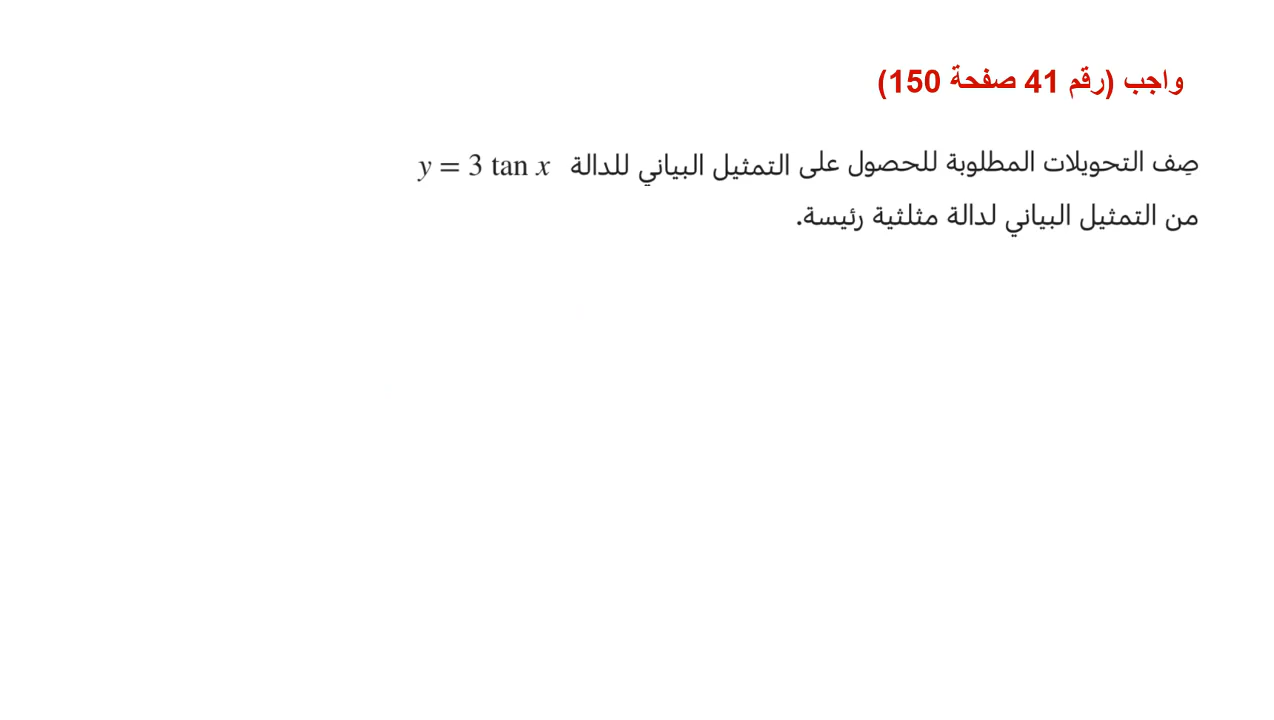 واجب (رقم 41 صفحة 150)
صِف التحويلات المطلوبة للحصول على التمثيل البياني للدالة y = 3 tan x
من التمثيل البياني لدالة مثلثية رئيسة.